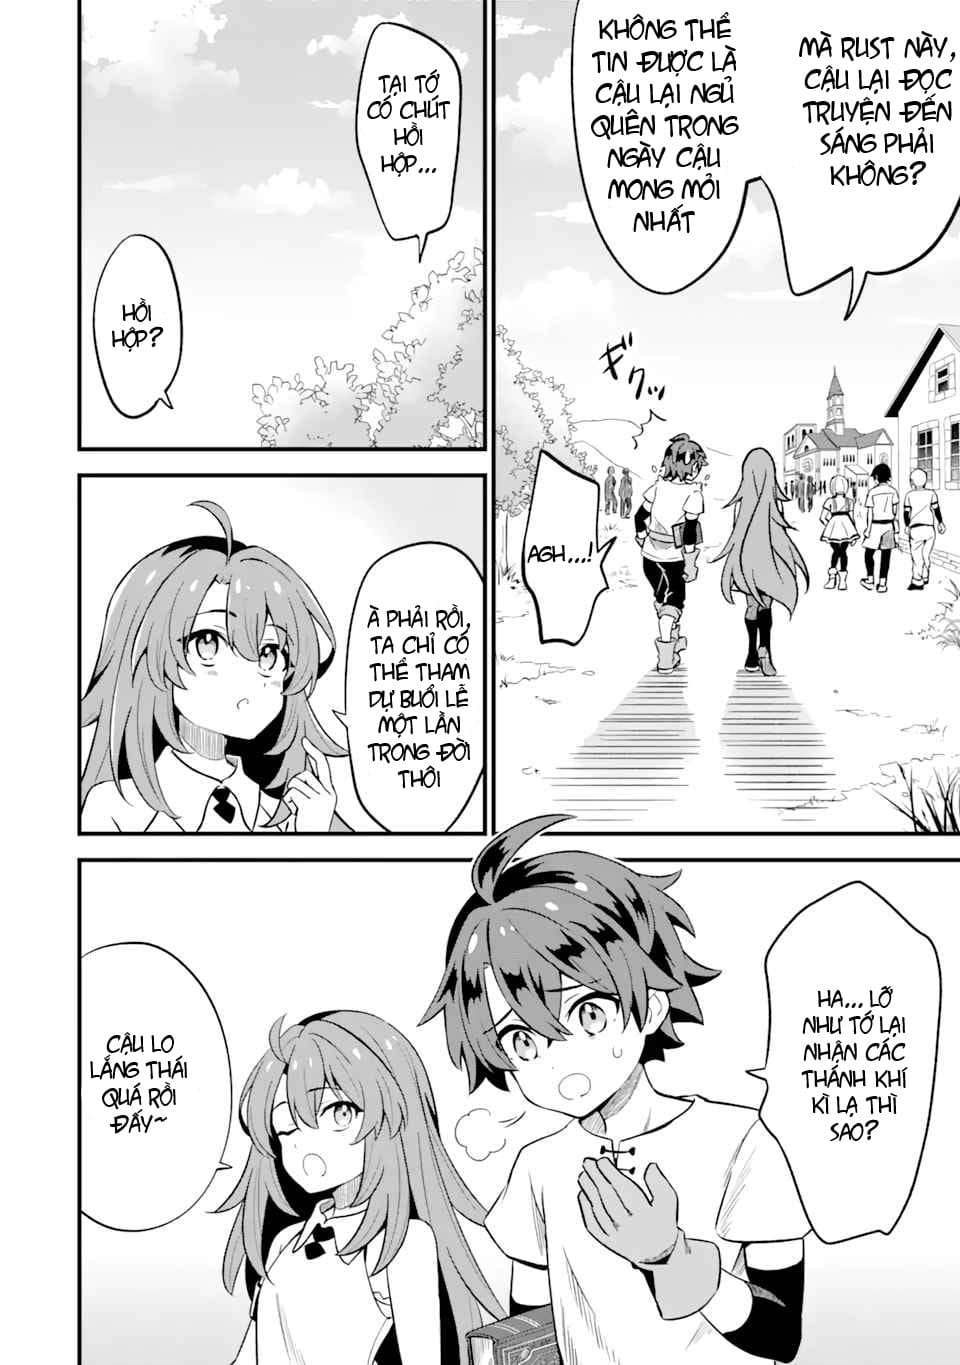 MÀ RUST NÀY,
CẬU LẠI ĐỌC
TRUYỆN ĐẾN
SÁNG PHẢI
KHÔNG?
KHÔNG THỂ
TIN ĐƯỢC LÀ
CẬU LẠI NGỦ
QUÊN TRONG
NGÀY CẬU
MONG MỎI
NHẤT
ギクッ
AGH...!
TẠI TỚ
CÓ CHÚT
HỒI
HỘP...
HỒI
HỘP?
À PHẢI RỒI,
TA CHỈ CÓ
THỂ THAM
DỰ BUỔI LỄ
MỘT LẦN
TRONG ĐỜI
THÔI
HA... LỠ
NHƯ TỚ LẠI
NHẬN CÁC
THÁNH KHÍ
KÌ LẠ THÌ
SAO?
CẬU LO
LẮNG THÁI
QUÁ RỒI
ĐẤY~